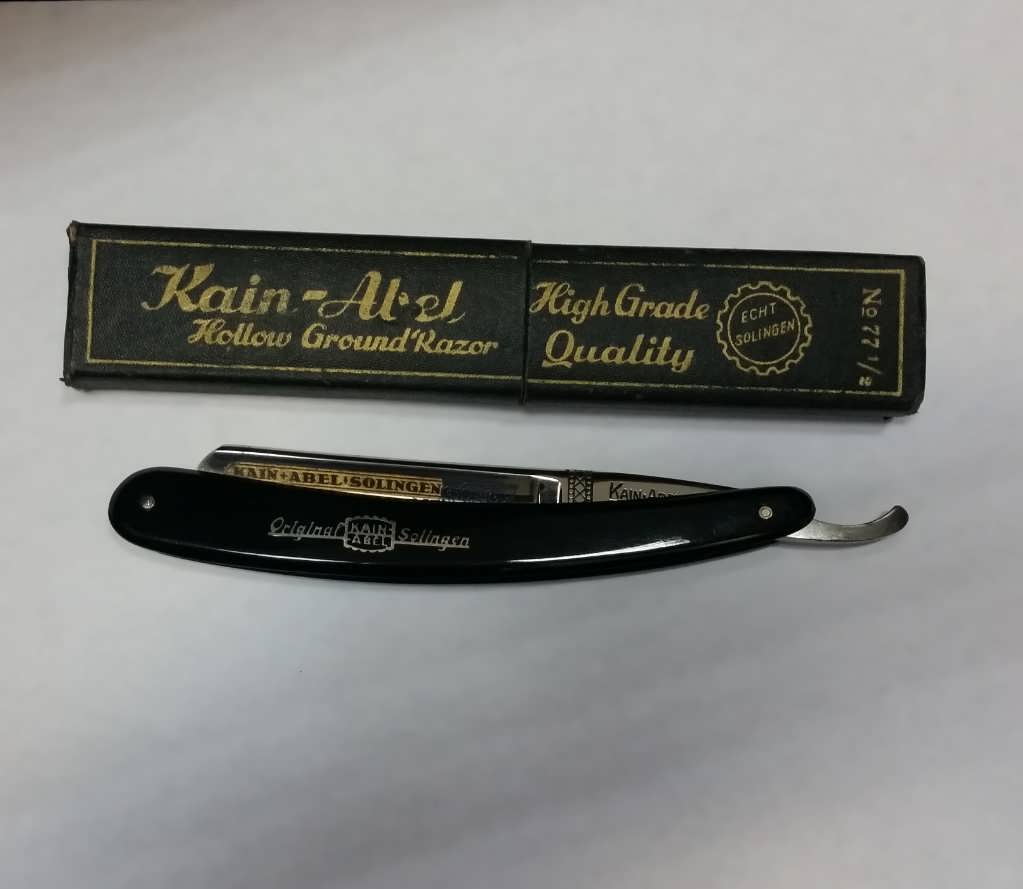 Kain-Abel
Hollow Ground Razor
High Grade
Quality
ECHT
SOLINGEN
No 77 1/2
KAIN+ABEL+SOLINGEN
Original KAIN ABEL Solingen